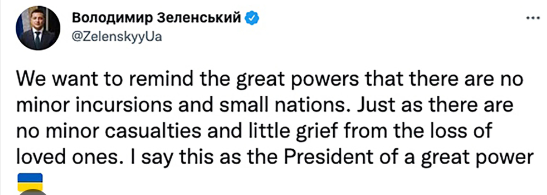 Володимир Зеленський
@ZelenskyyUa
We want to remind the great powers that there are no
minor incursions and small nations. Just as there are
no minor casualties and little grief from the loss of
loved ones. I say this as the President of a great power